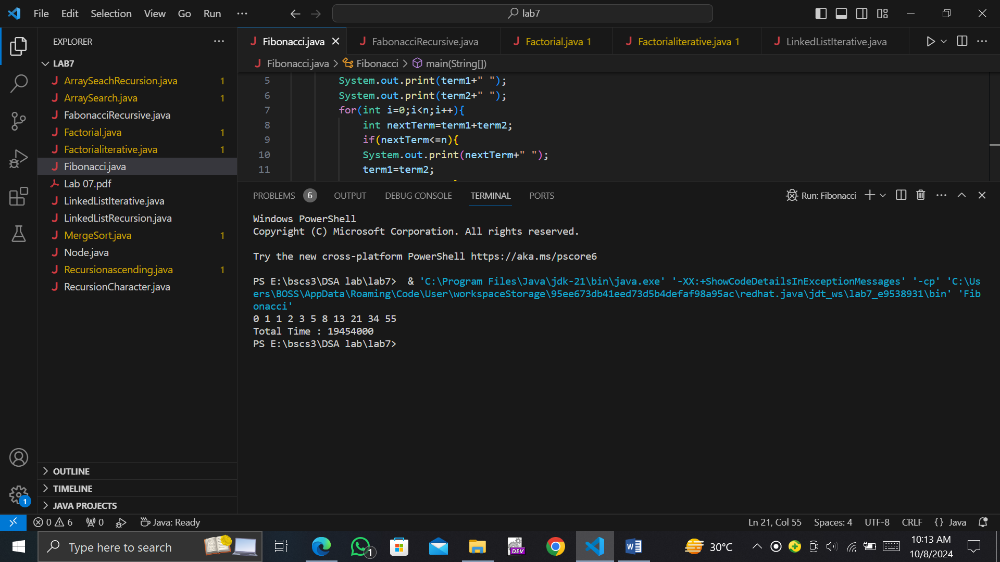 File Edit Selection View Go Run ···
lab7
EXPLORER ···
LAB7
ArraySeachRecursion.java 1
ArraySearch.java 1
FabonacciRecursive.java
Factorial.java 1
Factorialiterative.java 1
Fibonacci.java
Lab 07.pdf
LinkedListIterative.java
LinkedListRecursion.java
MergeSort.java 1
Node.java
Recursionascending.java 1
RecursionCharacter.java
OUTLINE
TIMELINE
JAVA PROJECTS
1
Fibonacci.java FabonacciRecursive.java Factorial.java 1 Factorialiterative.java 1 LinkedListIterative.java
Fibonacci.java > Fibonacci > main(String[])
5 System.out.print(term1+" ");
6 System.out.print(term2+" ");
7 for(int i=0;i<n;i++){
8 int nextTerm=term1+term2;
9 if(nextTerm<=n){
10 System.out.print(nextTerm+" ");
11 term1=term2;
PROBLEMS 6 OUTPUT DEBUG CONSOLE TERMINAL PORTS Run: Fibonacci
Windows PowerShell
Copyright (C) Microsoft Corporation. All rights reserved.
Try the new cross-platform PowerShell https://aka.ms/pscore6
PS E:\bscs3\DSA lab\lab7>  & 'C:\Program Files\Java\jdk-21\bin\java.exe' '-XX:+ShowCodeDetailsInExceptionMessages' '-cp' 'C:\Us
ers\BOSS\AppData\Roaming\Code\User\workspaceStorage\95ee673db41eed73d5b4defaf98a95ac\redhat.java\jdt_ws\lab7_e9538931\bin' 'Fib
onacci'
0 1 1 2 3 5 8 13 21 34 55
Total Time : 19454000
PS E:\bscs3\DSA lab\lab7>
0 6 0 Java: Ready Ln 21, Col 55 Spaces: 4 UTF-8 CRLF {} Java
Type here to search 1 DEV 30°C 10:13 AM
10/8/2024